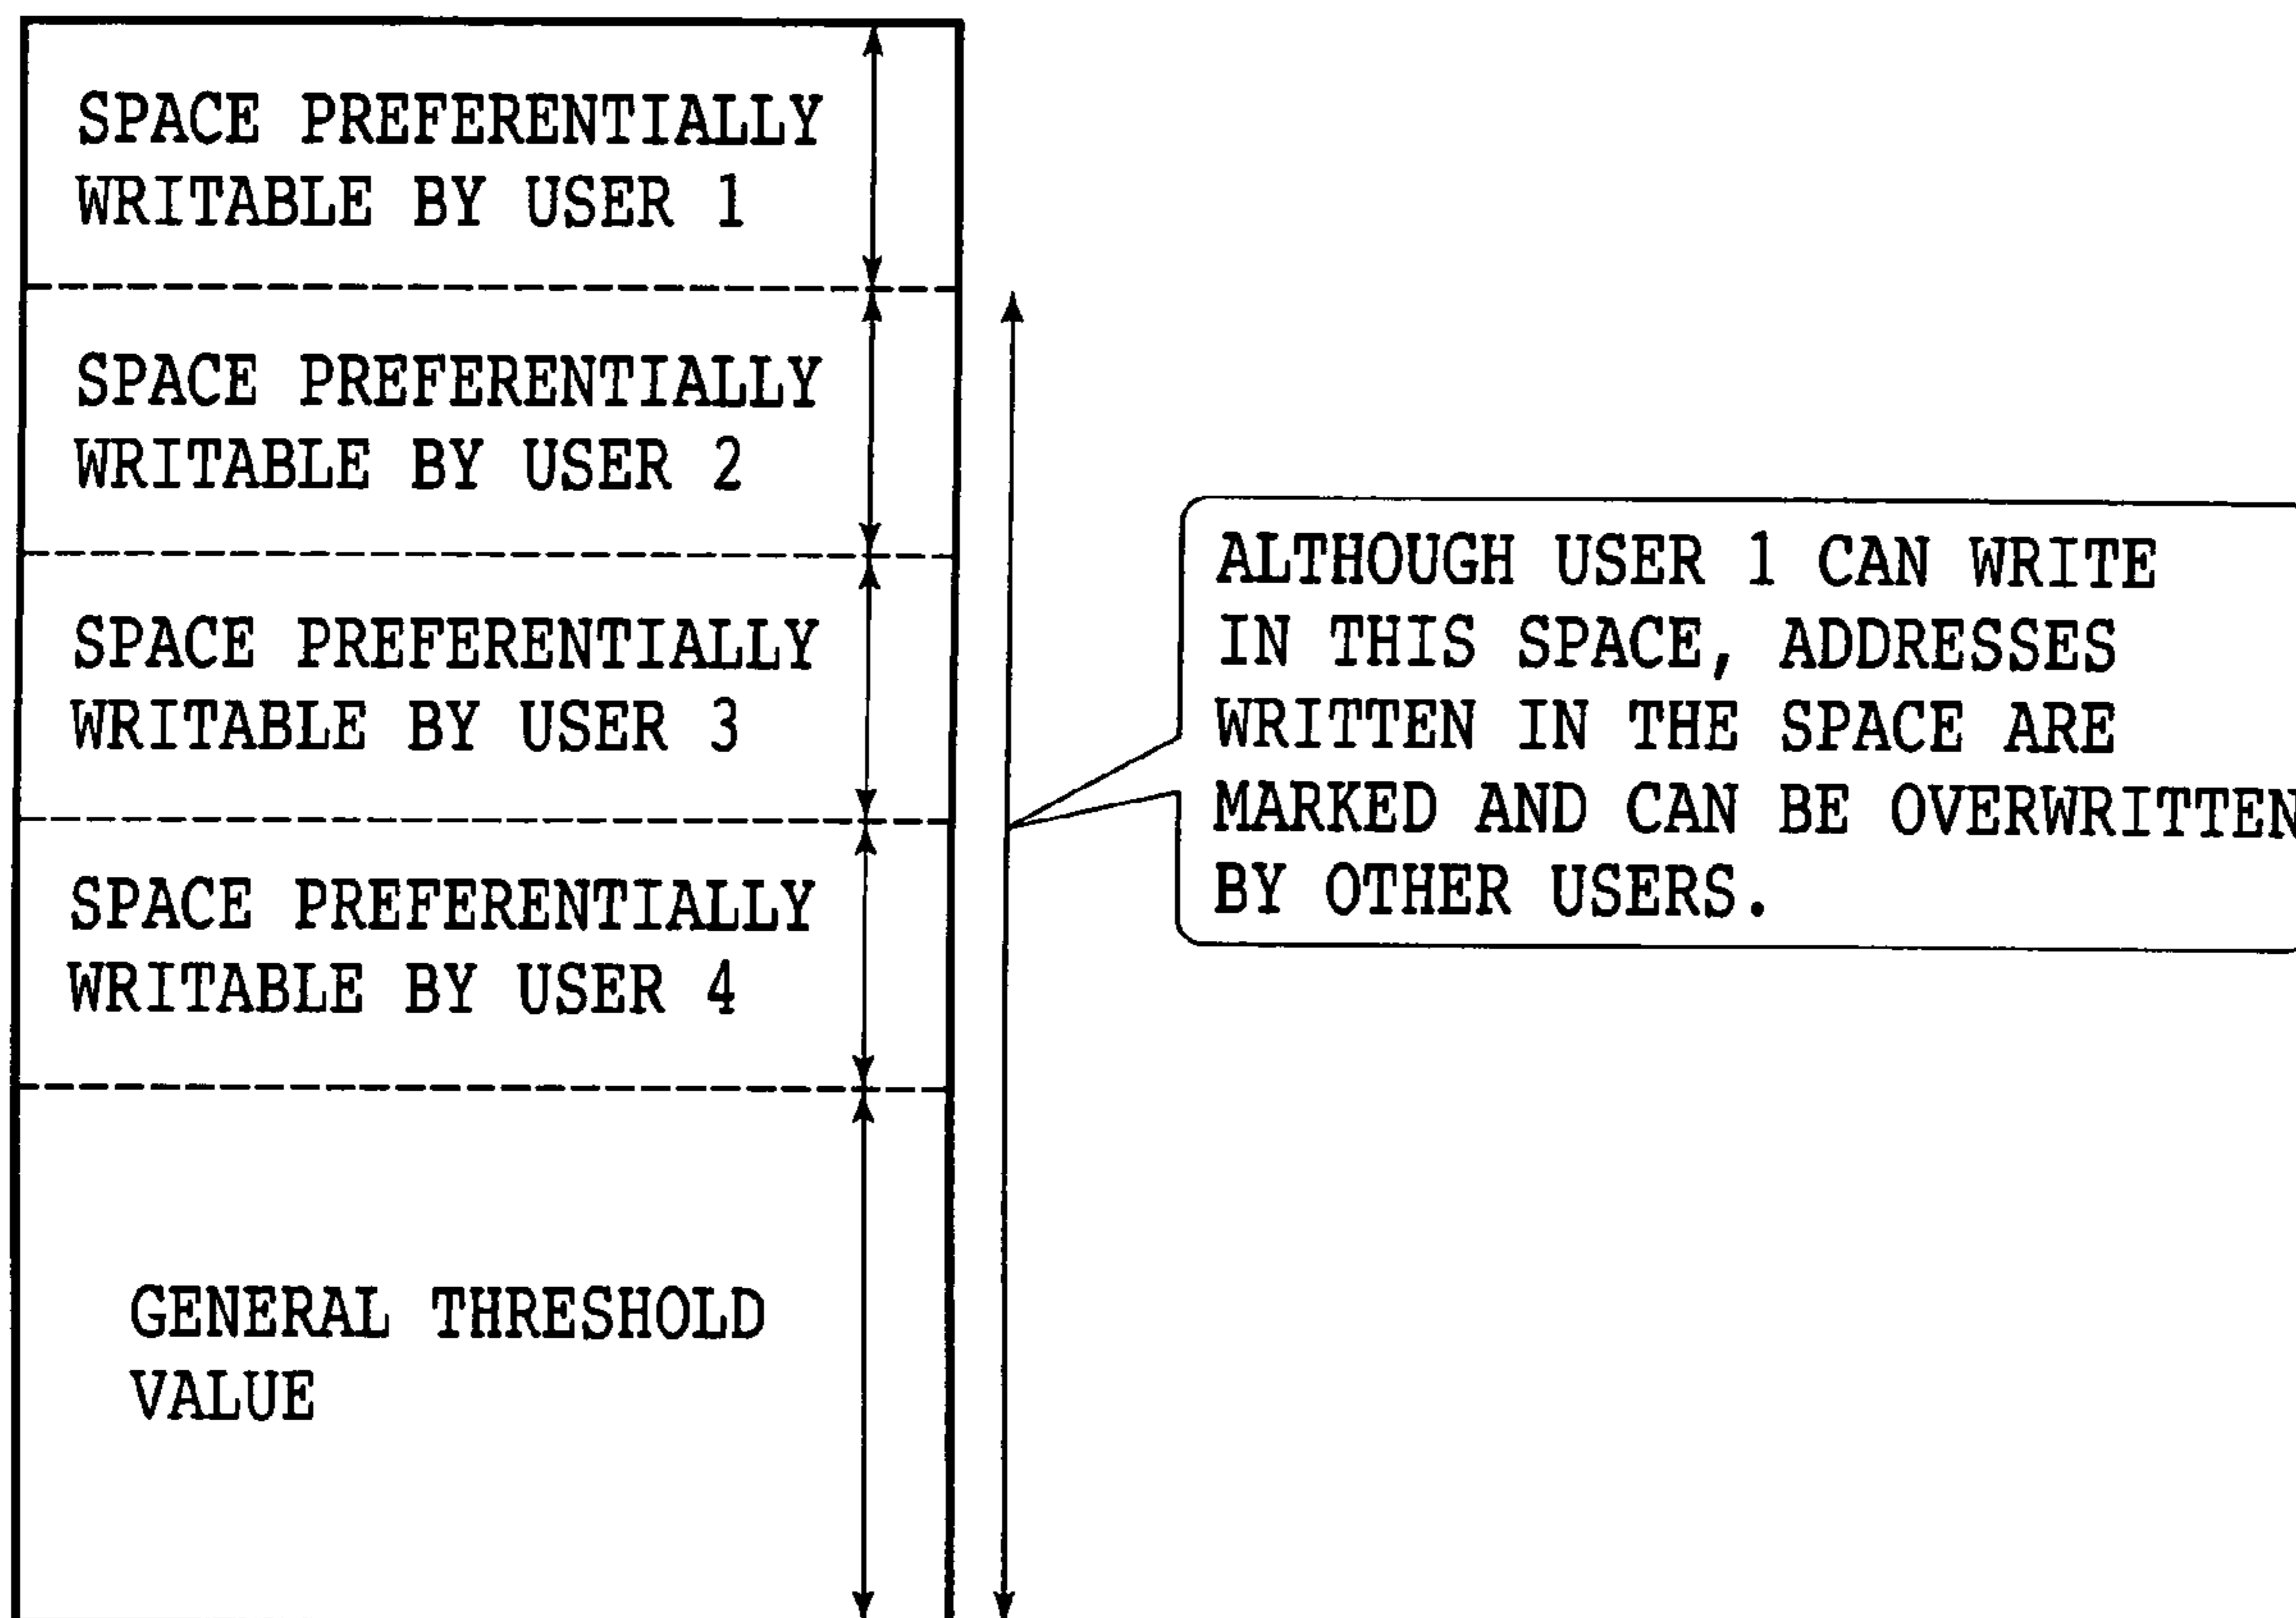 SPACE PREFERENTIALLY
WRITABLE BY USER 1
SPACE PREFERENTIALLY
WRITABLE BY USER 2
SPACE PREFERENTIALLY
WRITABLE BY USER 3
SPACE PREFERENTIALLY
WRITABLE BY USER 4
GENERAL THRESHOLD
VALUE
ALTHOUGH USER 1 CAN WRITE
IN THIS SPACE, ADDRESSES
WRITTEN IN THE SPACE ARE
MARKED AND CAN BE OVERWRITTEN
BY OTHER USERS.